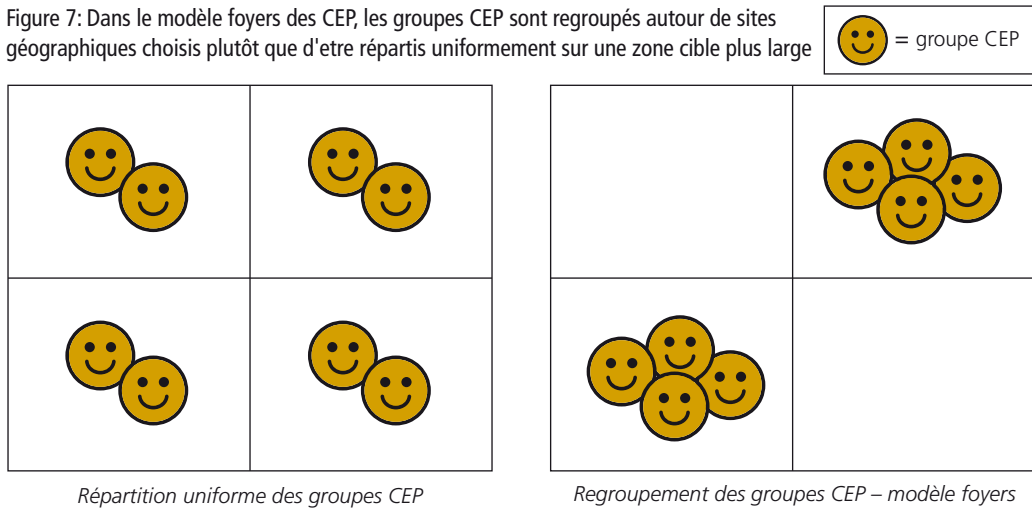 Figure 7: Dans le modèle foyers des CEP, les groupes CEP sont regroupés autour de sites
géographiques choisis plutôt que d'etre répartis uniformement sur une zone cible plus large
= groupe CEP
Répartition uniforme des groupes CEP
Regroupement des groupes CEP – modèle foyers